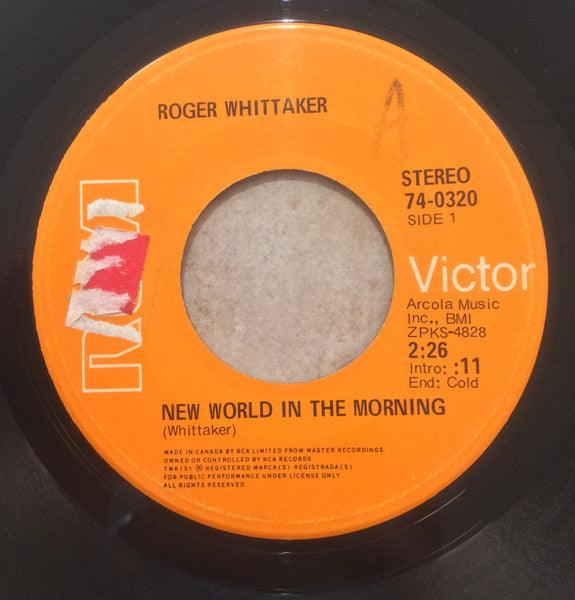 ROGER WHITTAKER
A
STEREO
74-0320
SIDE 1
Victor
Arcola Music
Inc., BMI
ZPKS-4828
2:26
Intro: :11
End: Cold
NEW WORLD IN THE MORNING
(Whittaker)
MADE IN CANADA BY RCA LIMITED FROM MASTER RECORDINGS
OWNED OR CONTROLLED BY RCA RECORDS
TMK(S) ® REGISTERED MARCA(S) REGISTRADA(S)
FOR PUBLIC PERFORMANCE UNDER LICENSE ONLY
ALL RIGHTS RESERVED